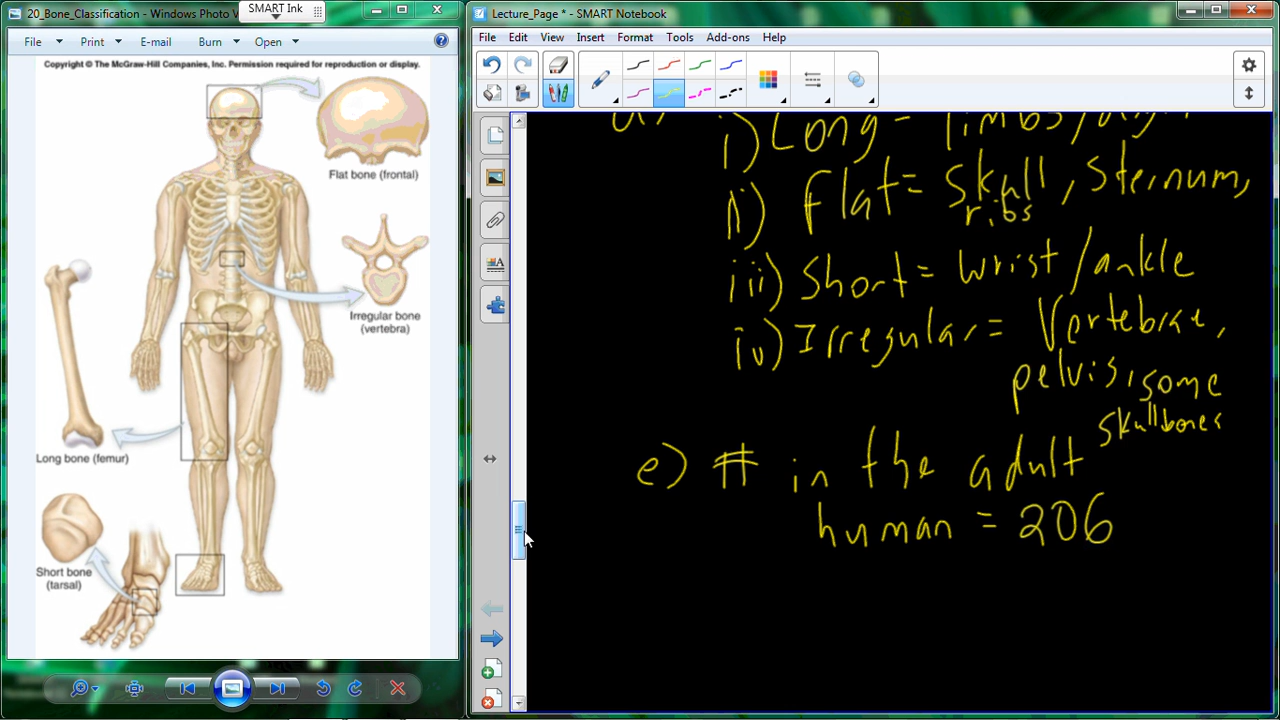 20_Bone_Classification - Windows Photo V
SMART Ink
File Print E-mail Burn Open
Copyright © The McGraw-Hill Companies, Inc. Permission required for reproduction or display.
Flat bone (frontal)
Irregular bone
(vertebra)
Long bone (femur)
Short bone
(tarsal)
Lecture_Page * - SMART Notebook
File Edit View Insert Format Tools Add-ons Help
i) Long = limbs/
ii) Flat = skull, sternum,
ribs
iii) Short = wrist/ankle
iv) Irregular = Vertebrae,
pelvis, some
skull bones
e) # in the adult
human = 206